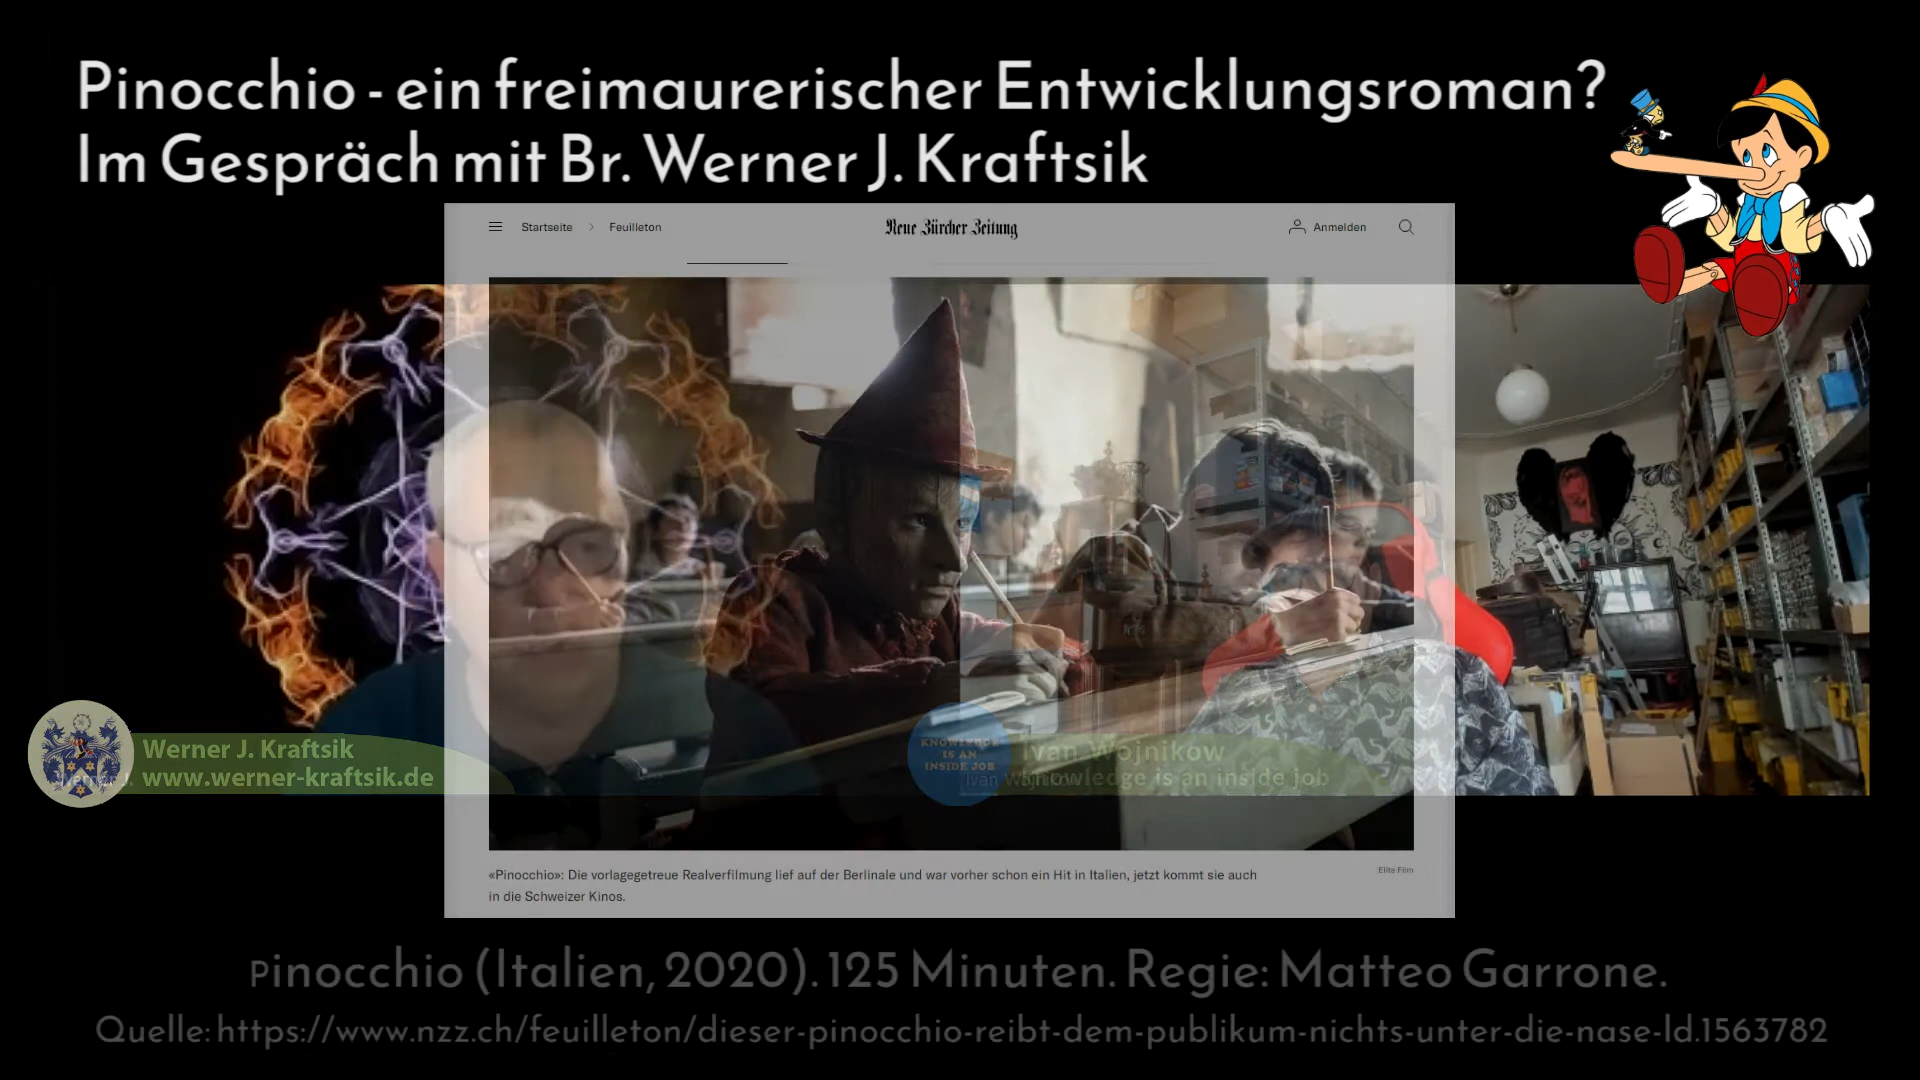 Pinocchio - ein freimaurerischer Entwicklungsroman?
Im Gespräch mit Br. Werner J. Kraftsik
Startseite > Feuilleton
Neue Zürcher Zeitung
Anmelden
Werner J. Kraftsik
www.werner-kraftsik.de
KNOWLEDGE
IS AN
INSIDE JOB
Ivan Wojnikow
knowledge is an inside job
Ivan Wojnikow
«Pinocchio»: Die vorlagegetreue Realverfilmung lief auf der Berlinale und war vorher schon ein Hit in Italien, jetzt kommt sie auch
in die Schweizer Kinos.
Elite Film
Pinocchio (Italien, 2020). 125 Minuten. Regie: Matteo Garrone.
Quelle: https://www.nzz.ch/feuilleton/dieser-pinocchio-reibt-dem-publikum-nichts-unter-die-nase-ld.1563782